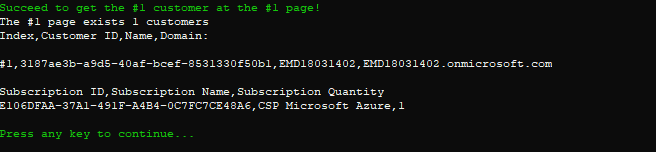 Succeed to get the #1 customer at the #1 page!
The #1 page exists 1 customers
Index,Customer ID,Name,Domain:
#1,3187ae3b-a9d5-40af-bcef-8531330f50b1,EMD18031402,EMD18031402.onmicrosoft.com
Subscription ID,Subscription Name,Subscription Quantity
E106DFAA-37A1-491F-A4B4-0C7FC7CE48A6,CSP Microsoft Azure,1
Press any key to continue...